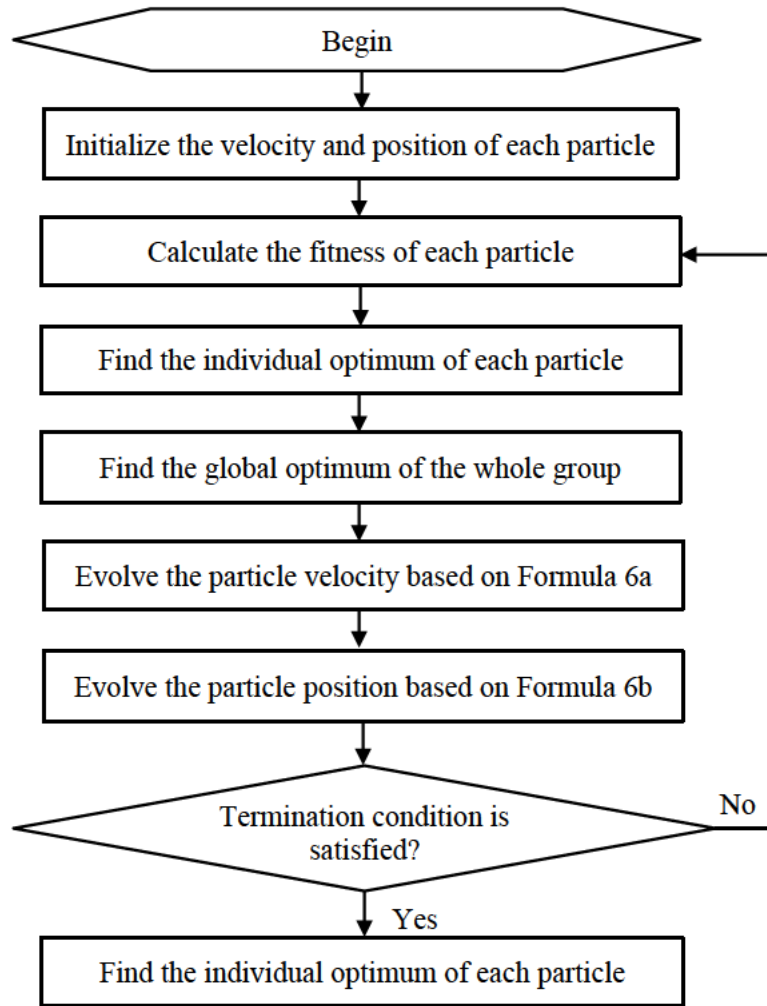 Begin
Initialize the velocity and position of each particle
Calculate the fitness of each particle
Find the individual optimum of each particle
Find the global optimum of the whole group
Evolve the particle velocity based on Formula 6a
Evolve the particle position based on Formula 6b
Termination condition is
satisfied?
No
Yes
Find the individual optimum of each particle